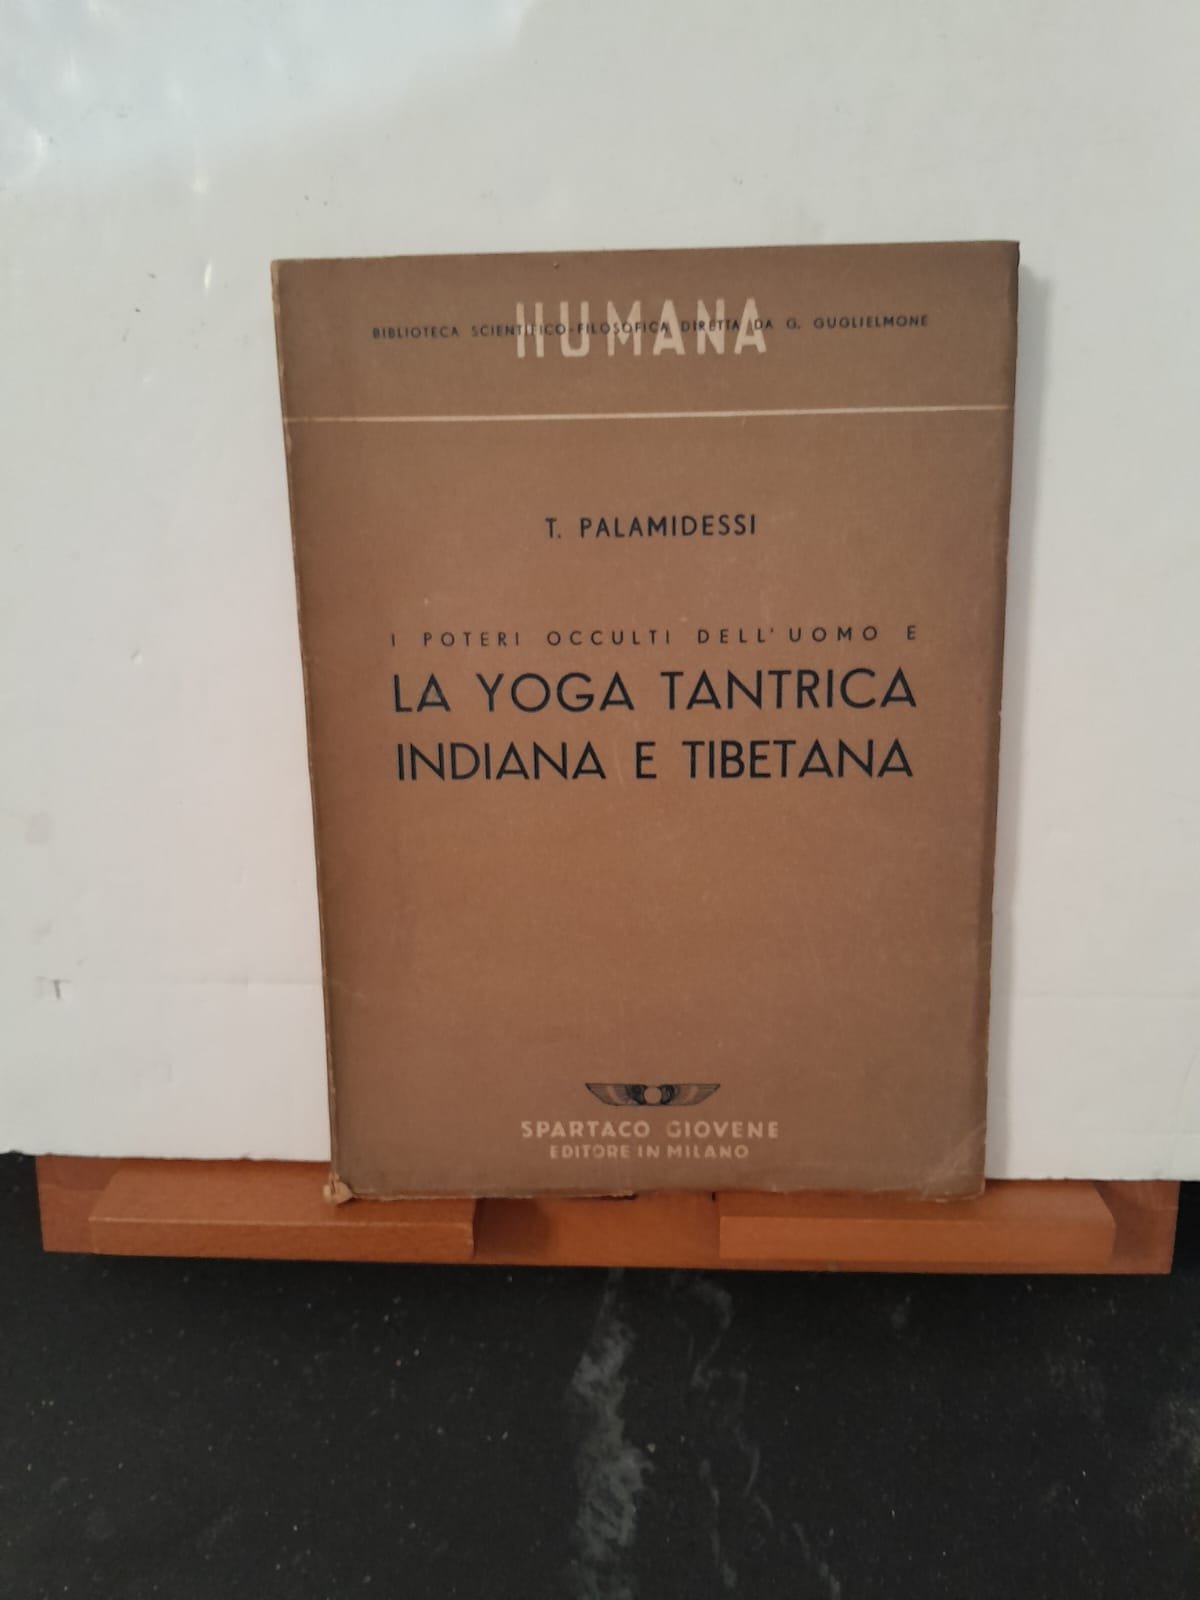 HUMANA
BIBLIOTECA SCIENTIFICO-FILOSOFICA DIRETTA DA G. GUGLIELMONE
T. PALAMIDESSI
I POTERI OCCULTI DELL'UOMO E
LA YOGA TANTRICA
INDIANA E TIBETANA
SPARTACO GIOVENE
EDITORE IN MILANO